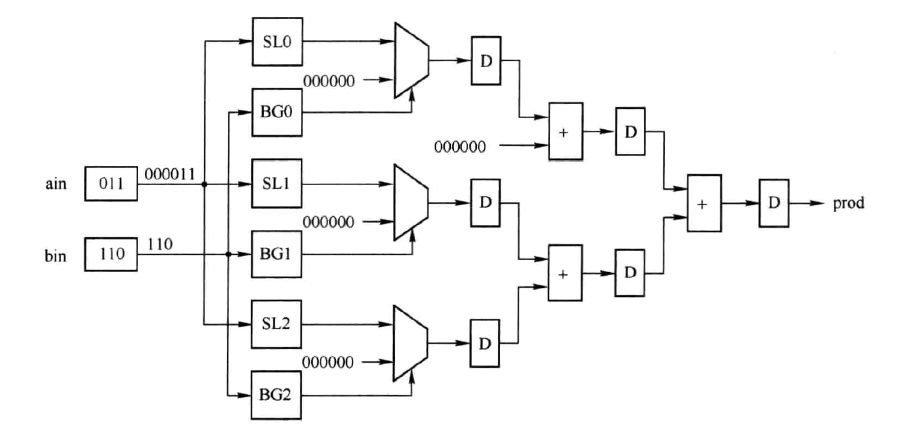 SL0
D
000000
BG0
+
D
000000
ain
011
000011
SL1
D
+
D
prod
000000
bin
110
110
BG1
+
D
SL2
D
000000
BG2